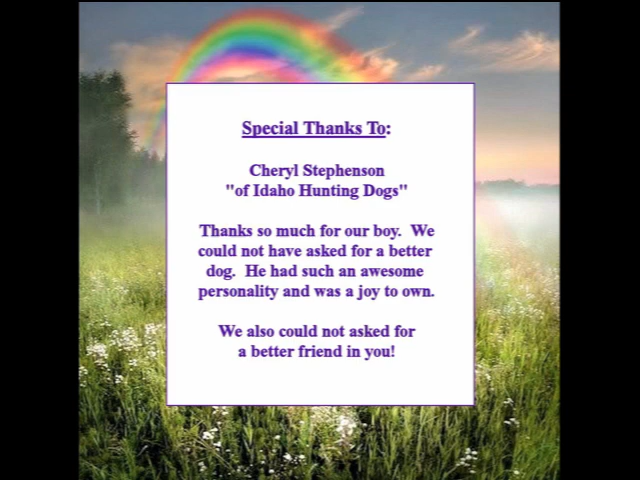 Special Thanks To:
Cheryl Stephenson
"of Idaho Hunting Dogs"
Thanks so much for our boy.  We
could not have asked for a better
dog.  He had such an awesome
personality and was a joy to own.
We also could not asked for
a better friend in you!